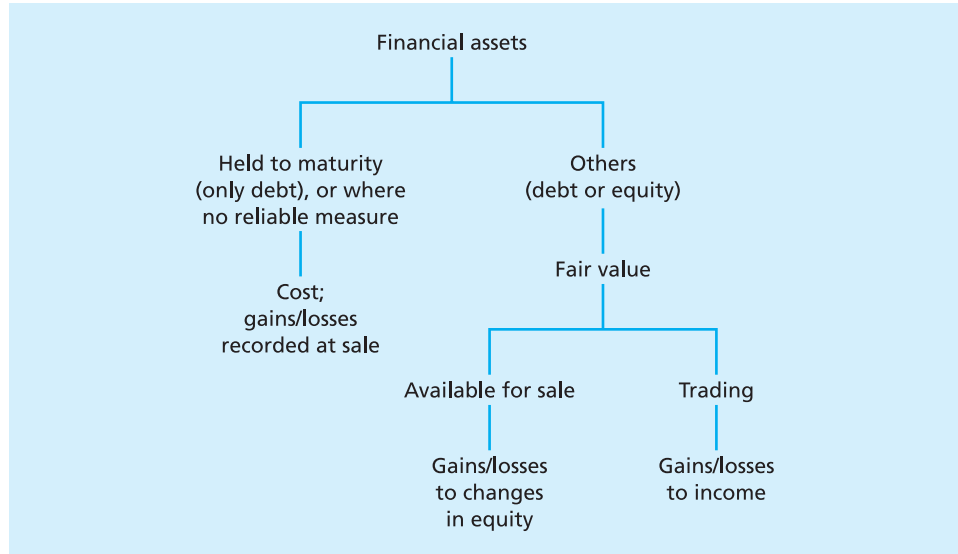 Financial assets
Held to maturity
(only debt), or where
no reliable measure
Others
(debt or equity)
Fair value
Cost;
gains/losses
recorded at sale
Available for sale
Trading
Gains/losses
to changes
in equity
Gains/losses
to income